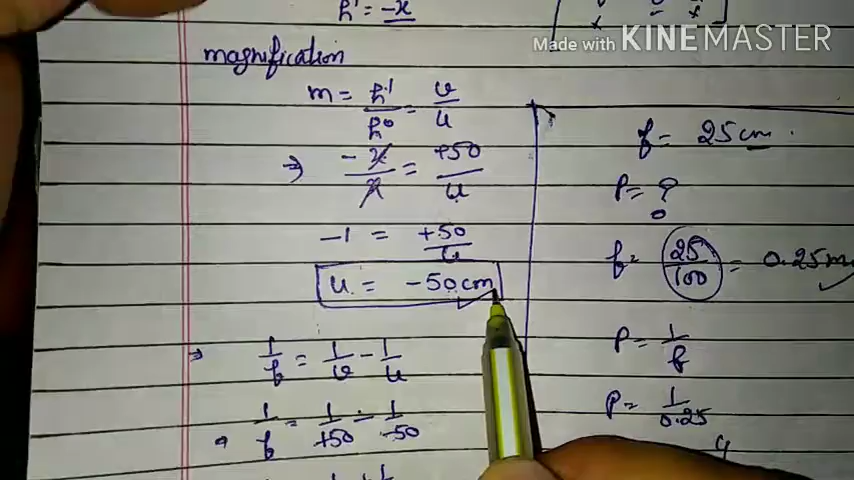 h' = -x
Made with KINEMASTER
magnification
m = h'/h° = v/u
⇒ -x/x = +50/u
-1 = +50/u
u = -50cm
→ 1/f = 1/v - 1/u
1/f = 1/+50 - 1/-50
f = 25cm.
P = ?
f = 25/100 = 0.25m
P = 1/f
P = 1/0.25
4